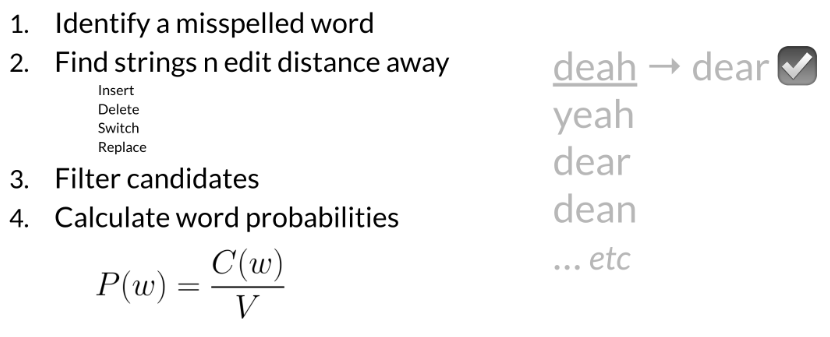 1. Identify a misspelled word
2. Find strings n edit distance away
Insert
Delete
Switch
Replace
3. Filter candidates
4. Calculate word probabilities
P(w) = C(w) / V
deah → dear
yeah
dear
dean
... etc